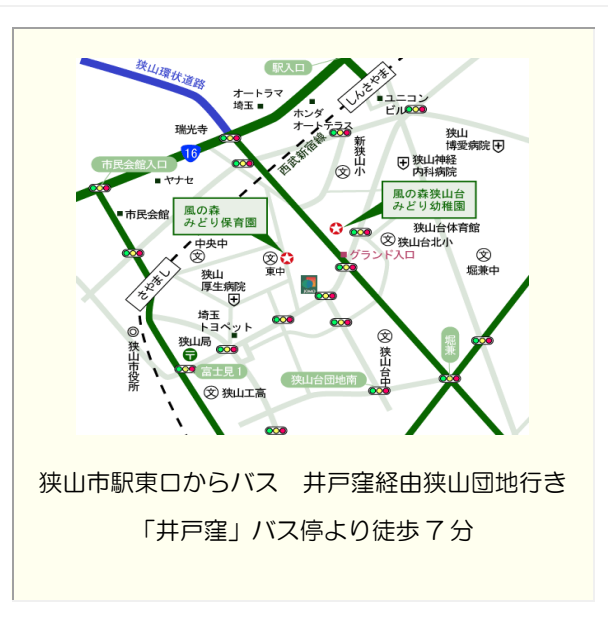 狭山環状道路
駅入口
オートラマ
埼玉
しんさやま
ユニコン
ビル
ホンダ
オートテラス
瑞光寺
16
西武新宿線
新狭山小
狭山
博愛病院
狭山神経
内科病院
市民会館入口
ヤナセ
市民会館
風の森
みどり保育園
風の森狭山台
みどり幼稚園
狭山台体育館
狭山台北小
文
中央中
東中
グランド入口
堀兼中
さやまし
狭山
厚生病院
埼玉
トヨペット
狭山局
狭山市役所
富士見1
狭山工高
狭山台団地南
狭山台中
堀兼
狭山市駅東口からバス 井戸窪経由狭山団地行き
「井戸窪」バス停より徒歩7分